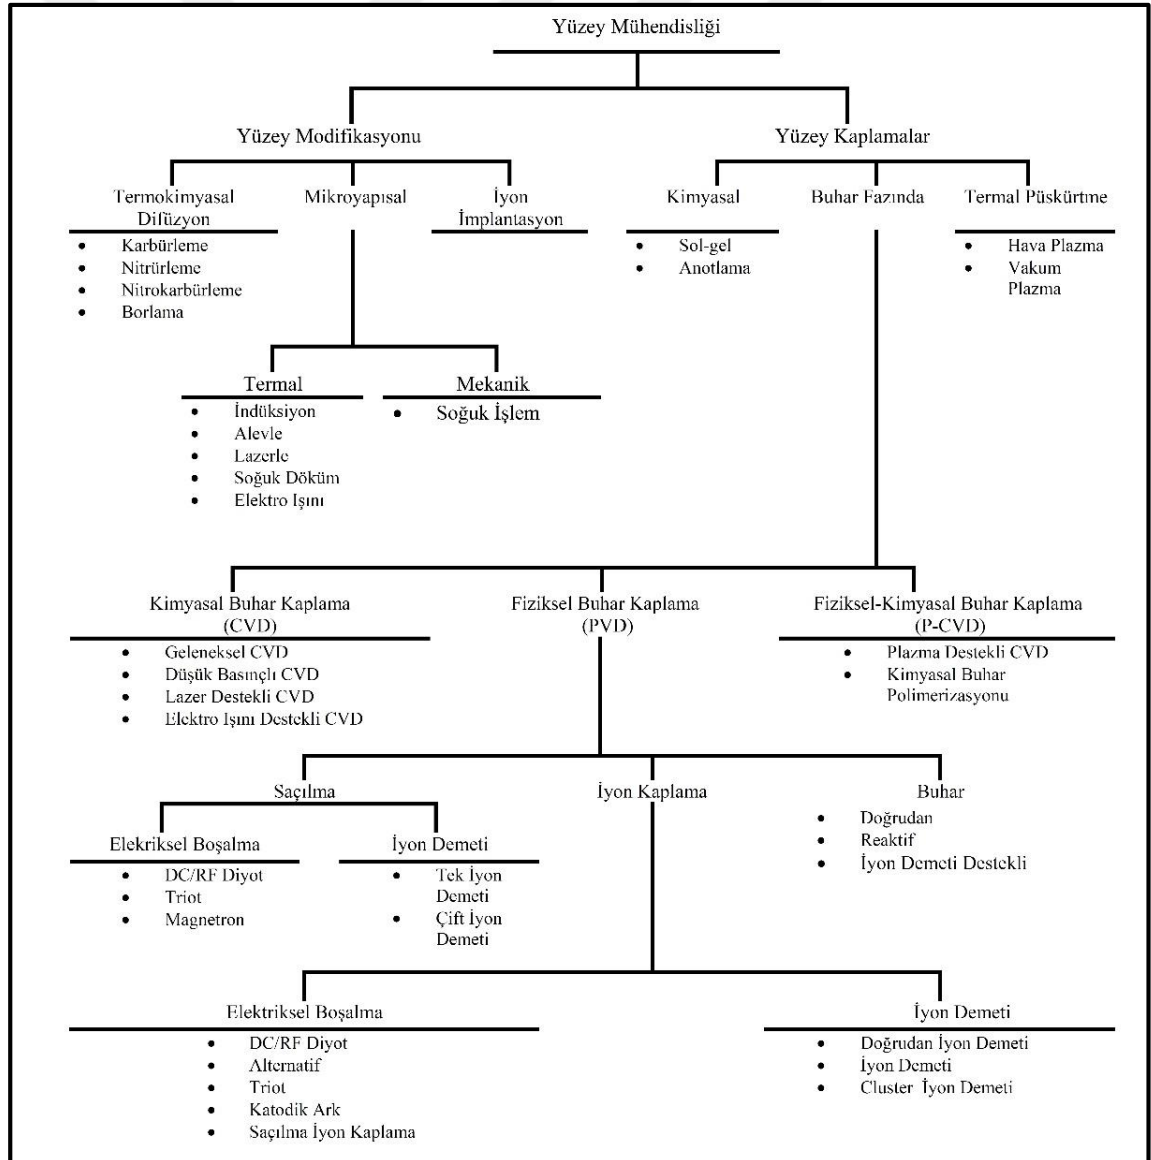 Yüzey Mühendisliği
Yüzey Modifikasyonu
Yüzey Kaplamalar
Termokimyasal
Difüzyon
Mikroyapısal
İyon
İmplantasyon
Kimyasal
Buhar Fazında
Termal Püskürtme
• Karbürleme
• Nitrürleme
• Nitrokarbürleme
• Borlama
• Sol-gel
• Anotlama
• Hava Plazma
• Vakum
Plazma
Termal
Mekanik
• İndüksiyon
• Alevle
• Lazerle
• Soğuk Döküm
• Elektro Işını
• Soğuk İşlem
Kimyasal Buhar Kaplama
(CVD)
Fiziksel Buhar Kaplama
(PVD)
Fiziksel-Kimyasal Buhar Kaplama
(P-CVD)
• Geleneksel CVD
• Düşük Basınçlı CVD
• Lazer Destekli CVD
• Elektro Işını Destekli CVD
• Plazma Destekli CVD
• Kimyasal Buhar
Polimerizasyonu
Saçılma
İyon Kaplama
Buhar
• Doğrudan
• Reaktif
• İyon Demeti Destekli
Elekriksel Boşalma
İyon Demeti
• DC/RF Diyot
• Triot
• Magnetron
• Tek İyon
Demeti
• Çift İyon
Demeti
Elektriksel Boşalma
İyon Demeti
• DC/RF Diyot
• Alternatif
• Triot
• Katodik Ark
• Saçılma İyon Kaplama
• Doğrudan İyon Demeti
• İyon Demeti
• Cluster İyon Demeti